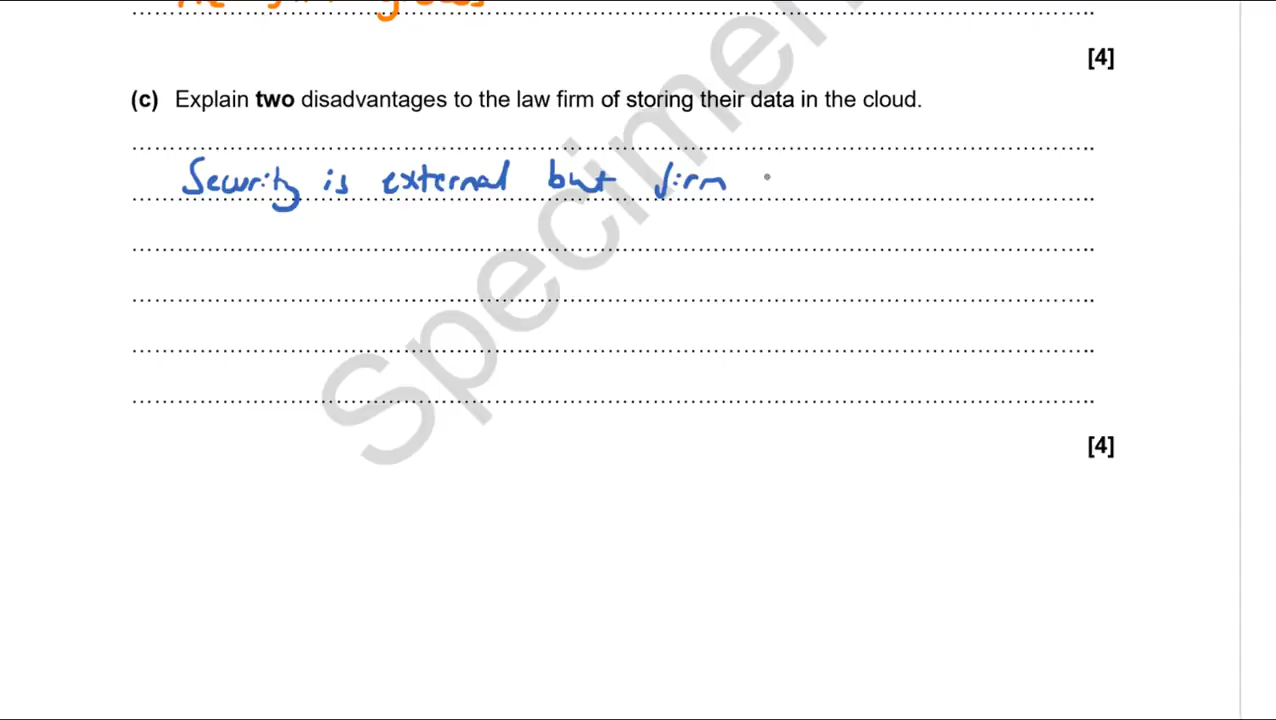 [4]
(c) Explain two disadvantages to the law firm of storing their data in the cloud.
Security is external but firm
[4]
Specimen